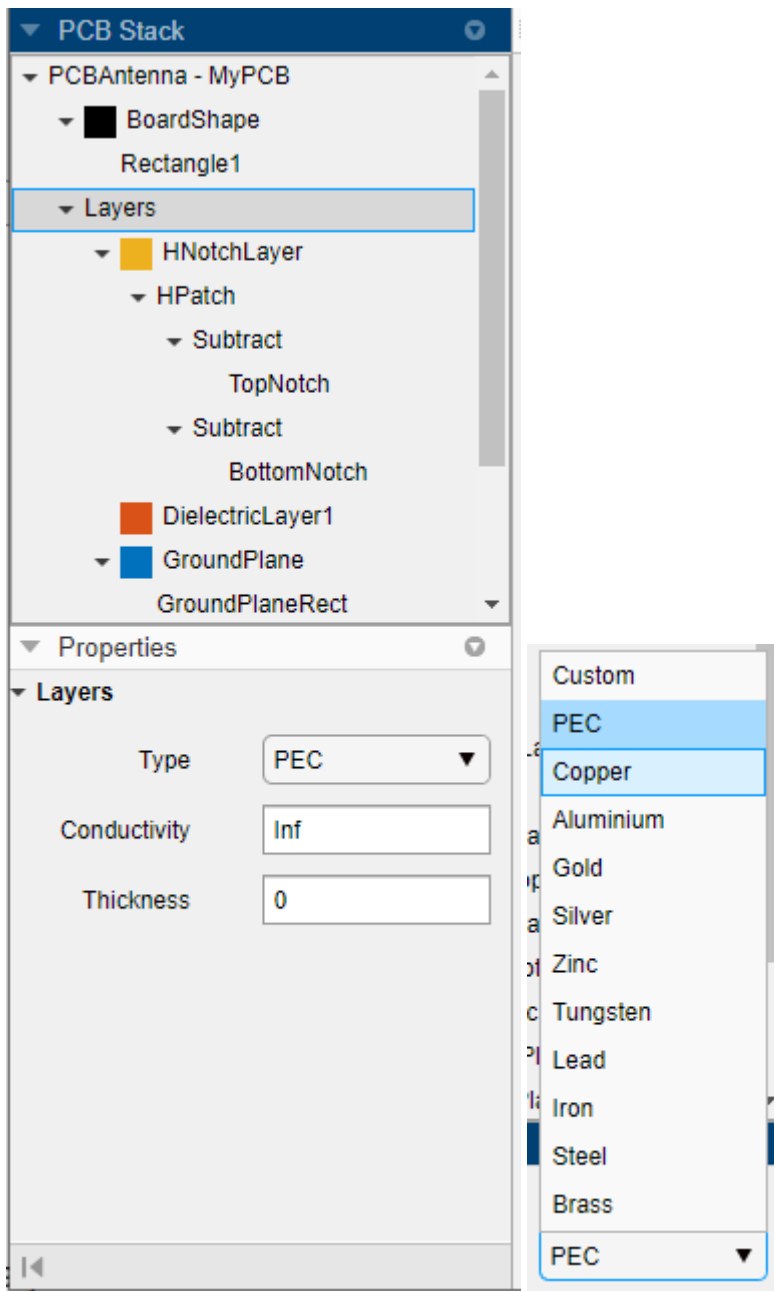 PCB Stack
PCBAntenna - MyPCB
BoardShape
Rectangle1
Layers
HNotchLayer
HPatch
Subtract
TopNotch
Subtract
BottomNotch
DielectricLayer1
GroundPlane
GroundPlaneRect
Properties
Layers
Type PEC
Conductivity Inf
Thickness 0
Custom
PEC
Copper
Aluminium
Gold
Silver
Zinc
Tungsten
Lead
Iron
Steel
Brass
PEC